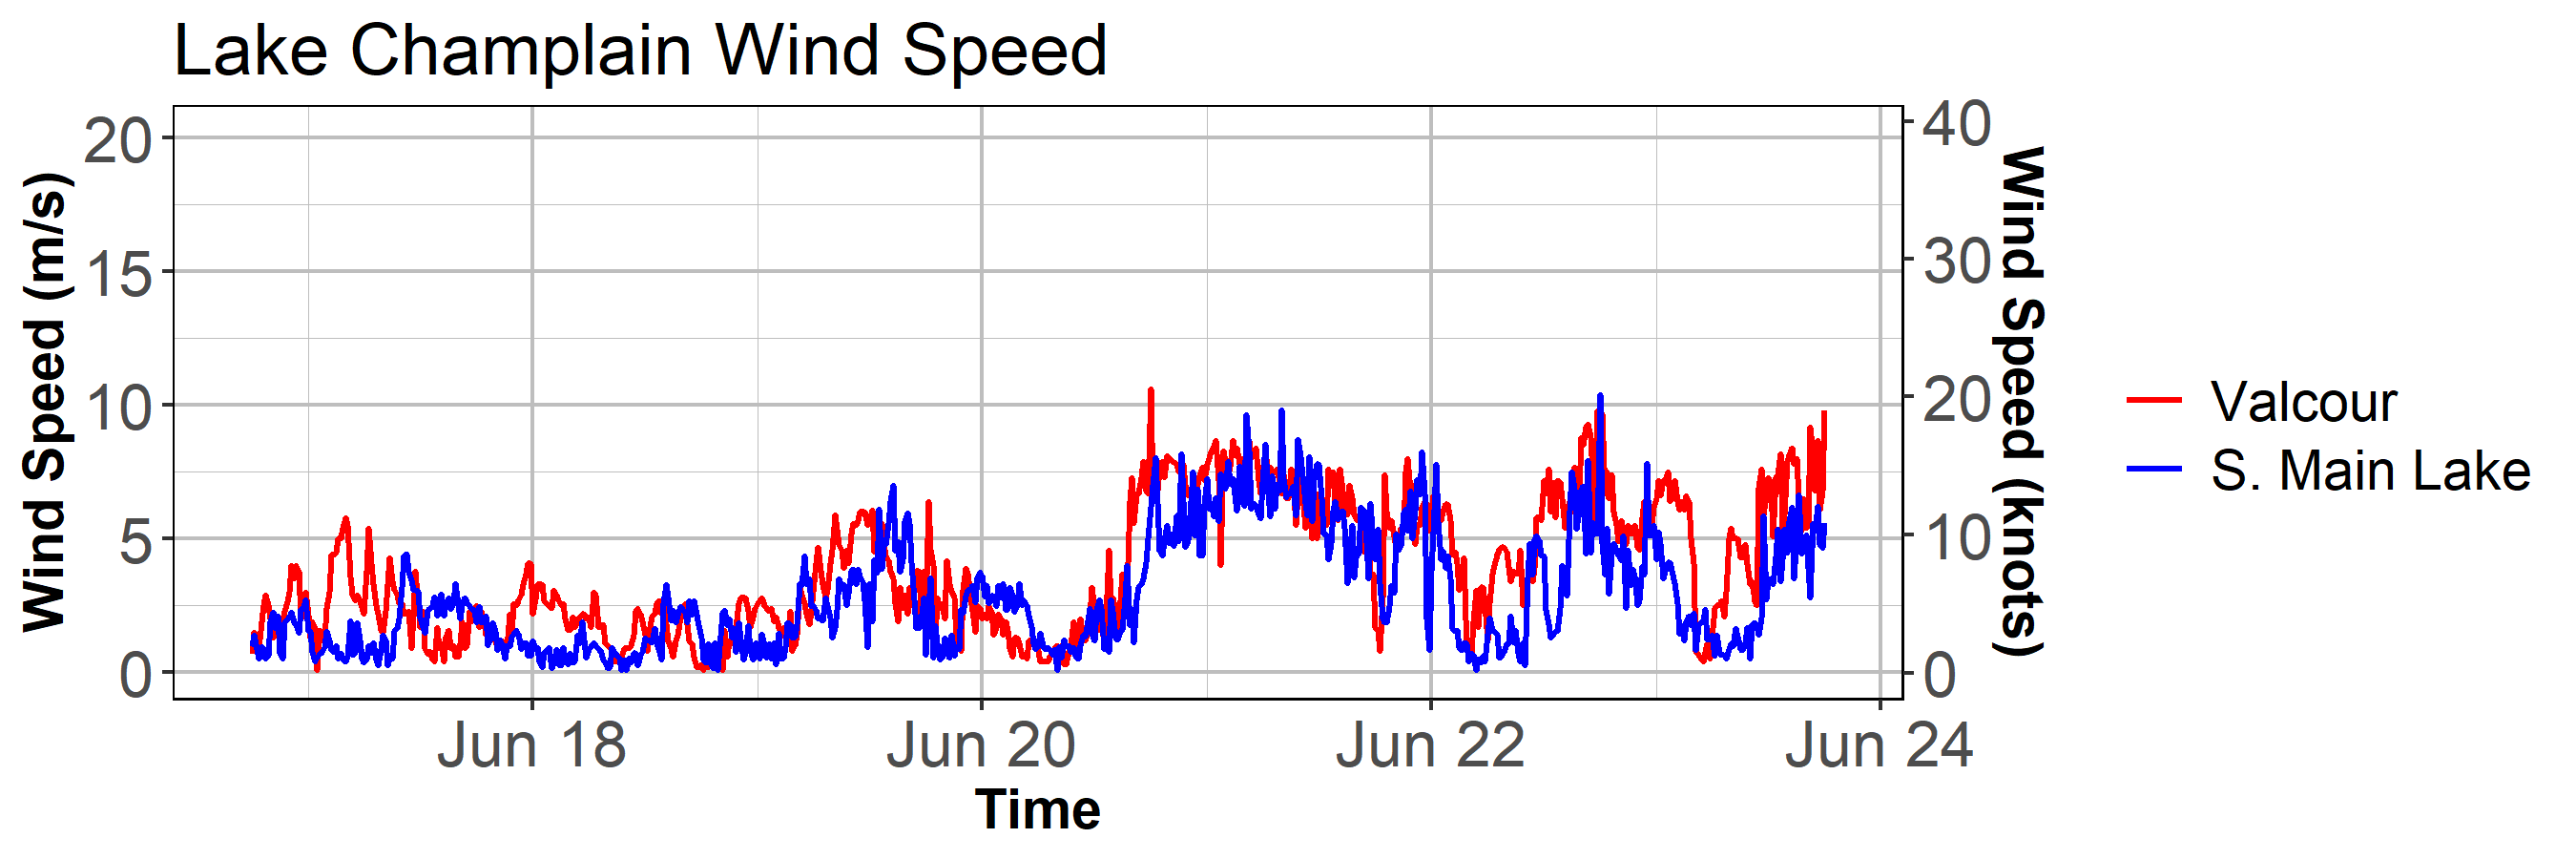 Lake Champlain Wind Speed
Wind Speed (m/s)
20
15
10
5
0
40
30
20
10
0
Wind Speed (knots)
Jun 18
Jun 20
Jun 22
Jun 24
Time
Valcour
S. Main Lake